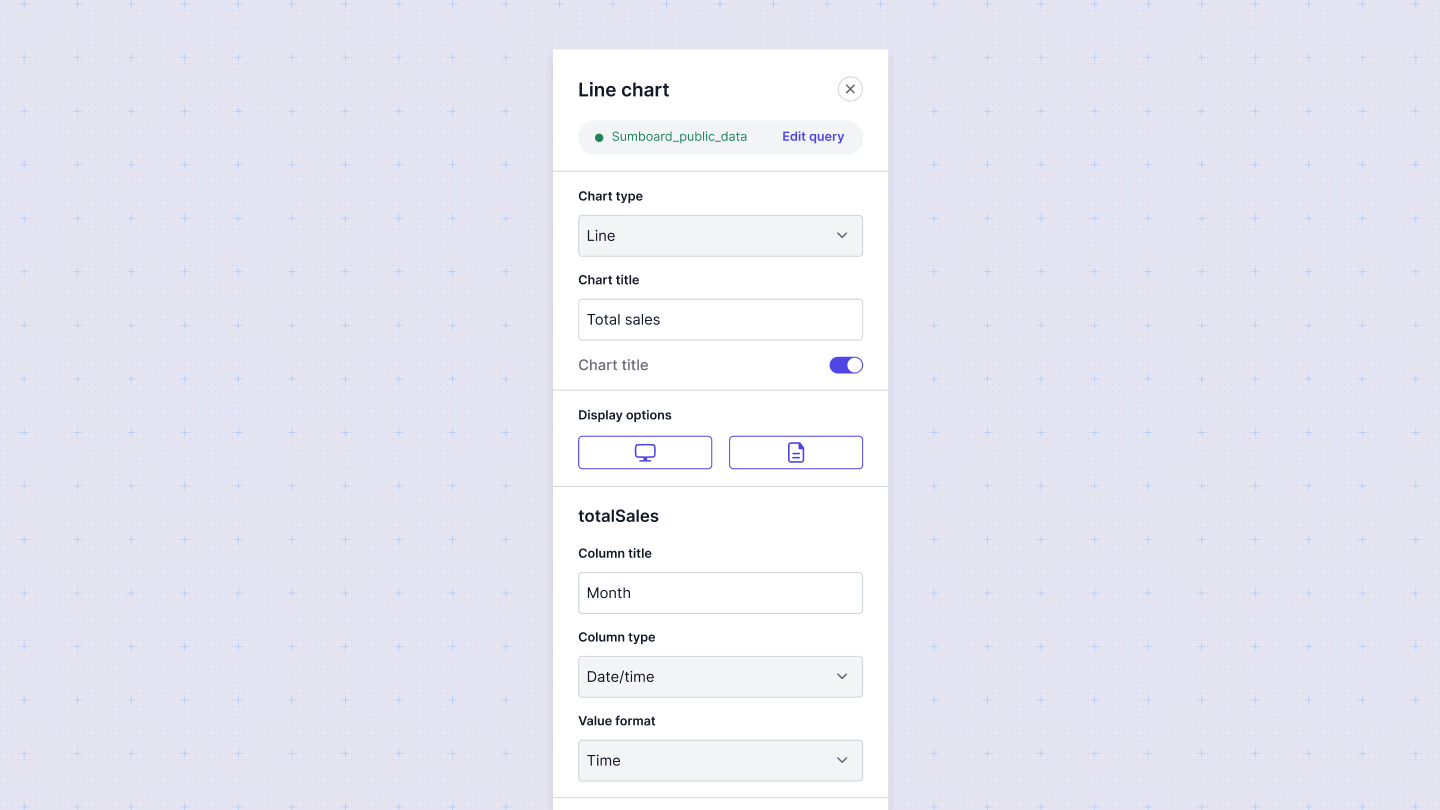 Line chart
Sumboard_public_data Edit query
Chart type
Line
Chart title
Total sales
Chart title
Display options
totalSales
Column title
Month
Column type
Date/time
Value format
Time